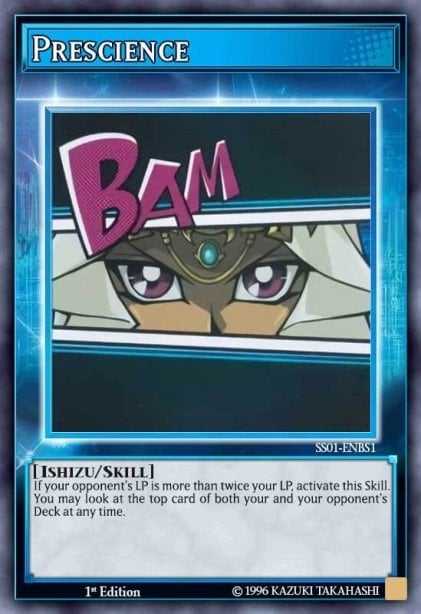 PRESCIENCE
BAM
SS01-ENBS1
[ISHIZU/SKILL]
If your opponent's LP is more than twice your LP, activate this Skill.
You may look at the top card of both your and your opponent's
Deck at any time.
1st Edition
© 1996 KAZUKI TAKAHASHI